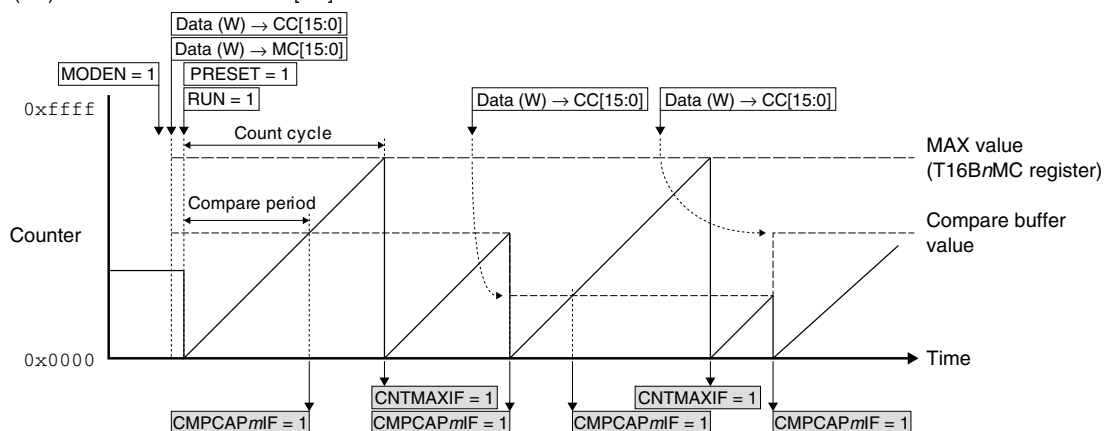 Data (W) → CC[15:0]
Data (W) → MC[15:0]
MODEN = 1
PRESET = 1
RUN = 1
Data (W) → CC[15:0]
Data (W) → CC[15:0]
0xffff
Count cycle
MAX value
(T16BnMC register)
Compare period
Counter
Compare buffer
value
0x0000
Time
CNTMAXIF = 1
CNTMAXIF = 1
CMPCAPmIF = 1
CMPCAPmIF = 1
CMPCAPmIF = 1
CMPCAPmIF = 1